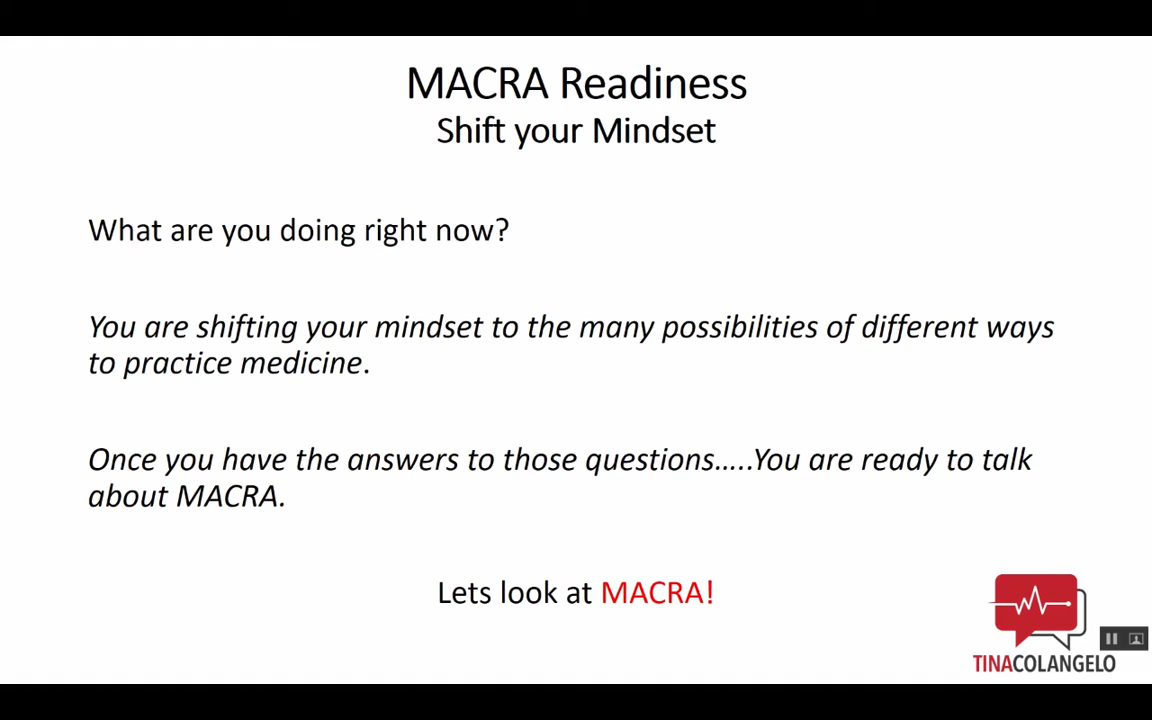 MACRA Readiness
Shift your Mindset
What are you doing right now?
You are shifting your mindset to the many possibilities of different ways
to practice medicine.
Once you have the answers to those questions…..You are ready to talk
about MACRA.
Lets look at MACRA!
TINACOLANGELO